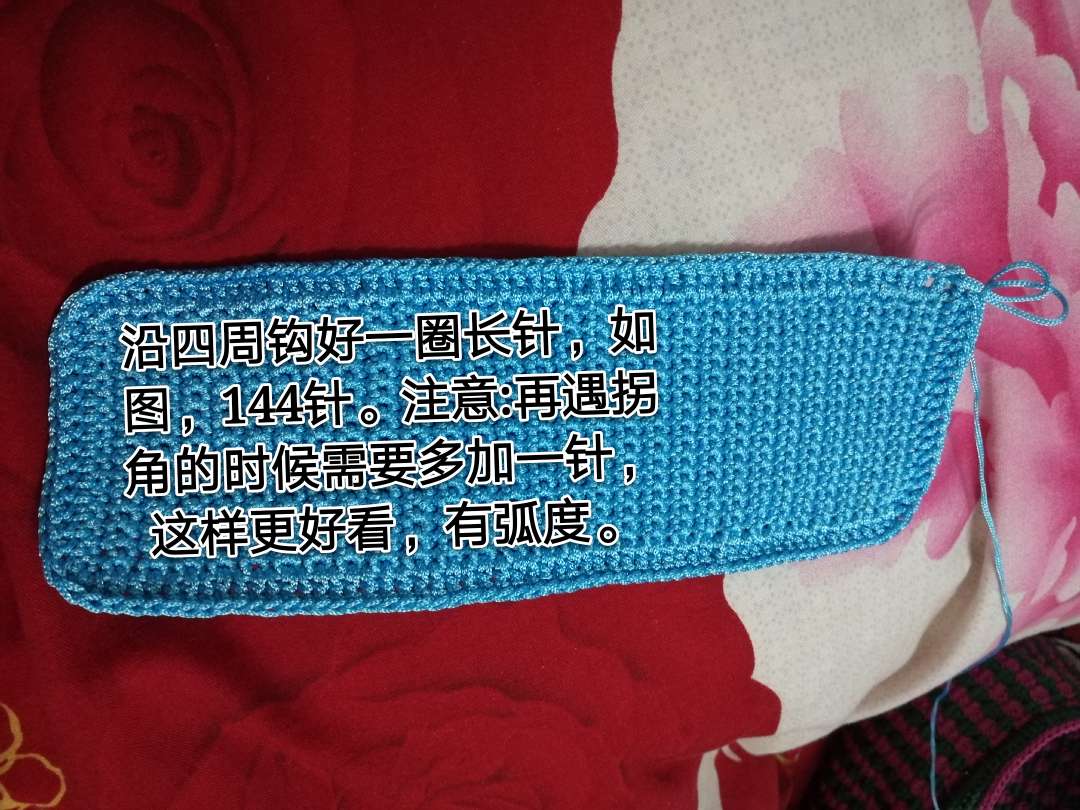 沿四周钩好一圈长针，如
图，144针。注意:再遇拐
角的时候需要多加一针，
这样更好看，有弧度。